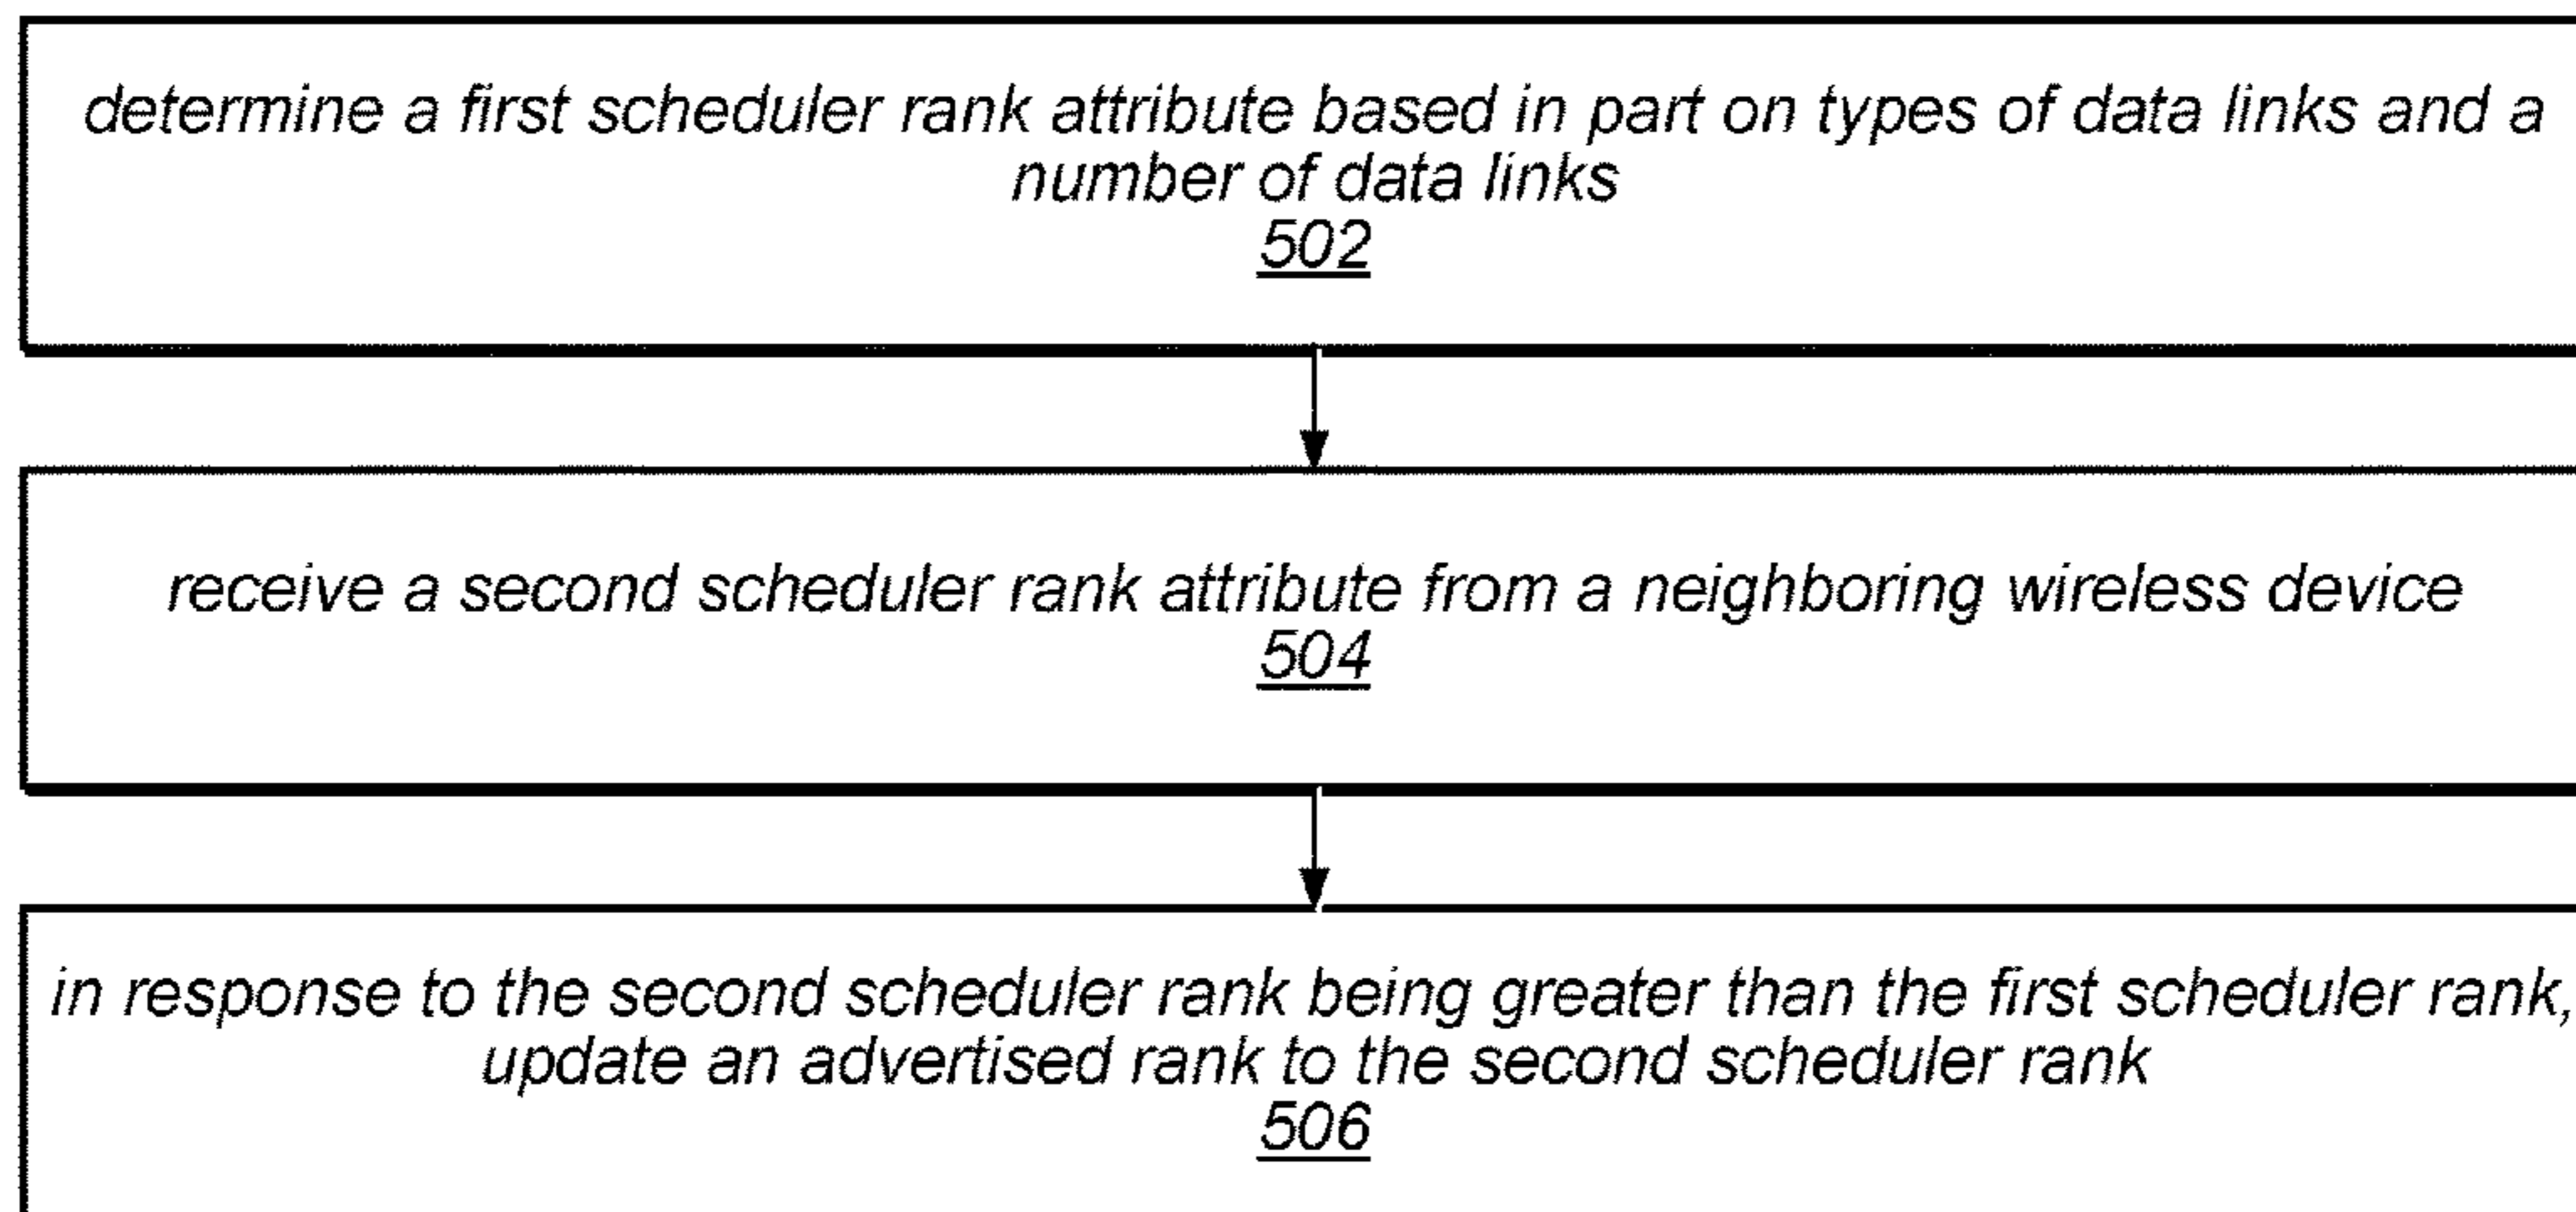 determine a first scheduler rank attribute based in part on types of data links and a
number of data links
502
receive a second scheduler rank attribute from a neighboring wireless device
504
in response to the second scheduler rank being greater than the first scheduler rank,
update an advertised rank to the second scheduler rank
506